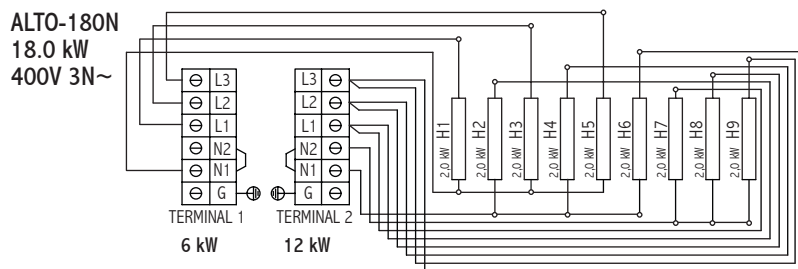 ALTO-180N
18.0 kW
400V 3N~
L3
L2
L1
N2
N1
G
TERMINAL 1
6 kW
L3
L2
L1
N2
N1
G
TERMINAL 2
12 kW
2.0 kW H1
2.0 kW H2
2.0 kW H3
2.0 kW H4
2.0 kW H5
2.0 kW H6
2.0 kW H7
2.0 kW H8
2.0 kW H9